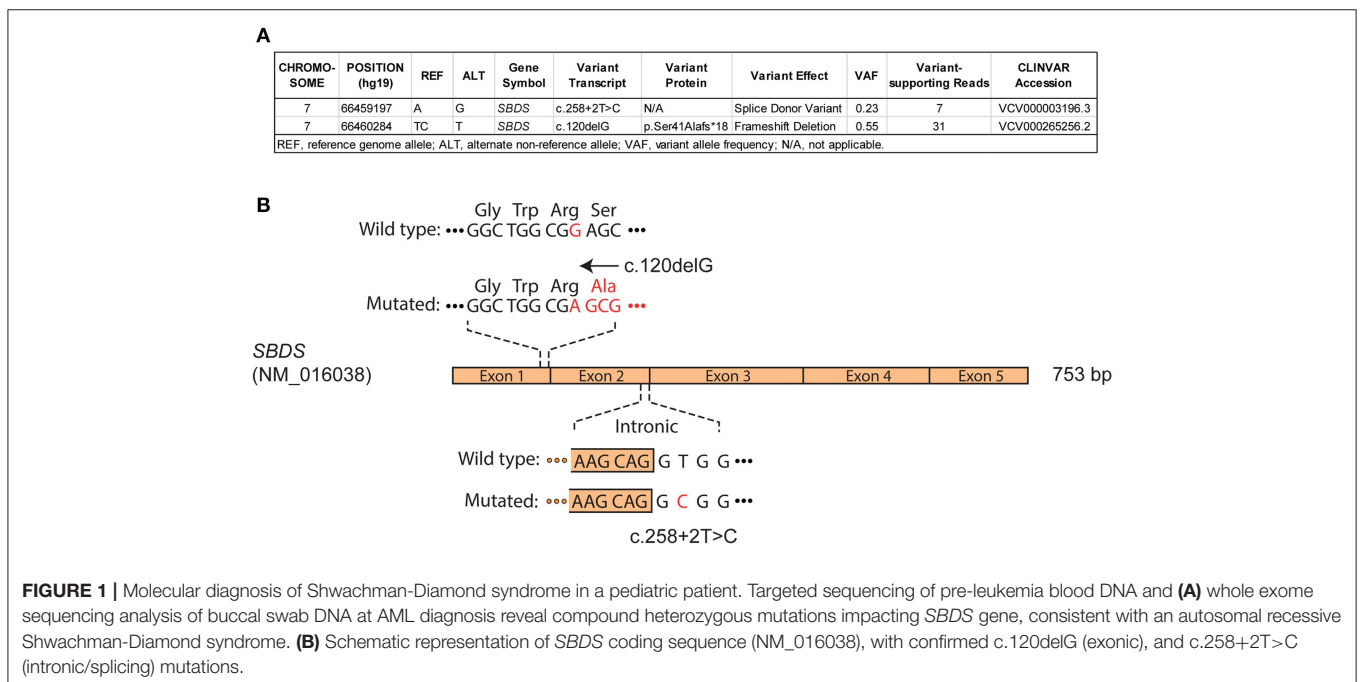 A
CHROMO-SOME POSITION (hg19) REF ALT Gene Symbol Variant Transcript Variant Protein Variant Effect VAF Variant-supporting Reads CLINVAR Accession
7 66459197 A G SBDS c.258+2T>C N/A Splice Donor Variant 0.23 7 VCV000003196.3
7 66460284 TC T SBDS c.120delG p.Ser41Alafs*18 Frameshift Deletion 0.55 31 VCV000265256.2
REF, reference genome allele; ALT, alternate non-reference allele; VAF, variant allele frequency; N/A, not applicable.
B
Gly Trp Arg Ser
Wild type: •••GGC TGG CGG AGC •••
c.120delG
Gly Trp Arg Ala
Mutated: •••GGCTGG CGA GCG •••
SBDS
(NM_016038)
Exon 1 Exon 2 Exon 3 Exon 4 Exon 5 753 bp
Intronic
Wild type: ••• AAG CAG G T G G •••
Mutated: ••• AAG CAG G C G G •••
c.258+2T>C
FIGURE 1 | Molecular diagnosis of Shwachman-Diamond syndrome in a pediatric patient. Targeted sequencing of pre-leukemia blood DNA and (A) whole exome
sequencing analysis of buccal swab DNA at AML diagnosis reveal compound heterozygous mutations impacting SBDS gene, consistent with an autosomal recessive
Shwachman-Diamond syndrome. (B) Schematic representation of SBDS coding sequence (NM_016038), with confirmed c.120delG (exonic), and c.258+2T>C
(intronic/splicing) mutations.